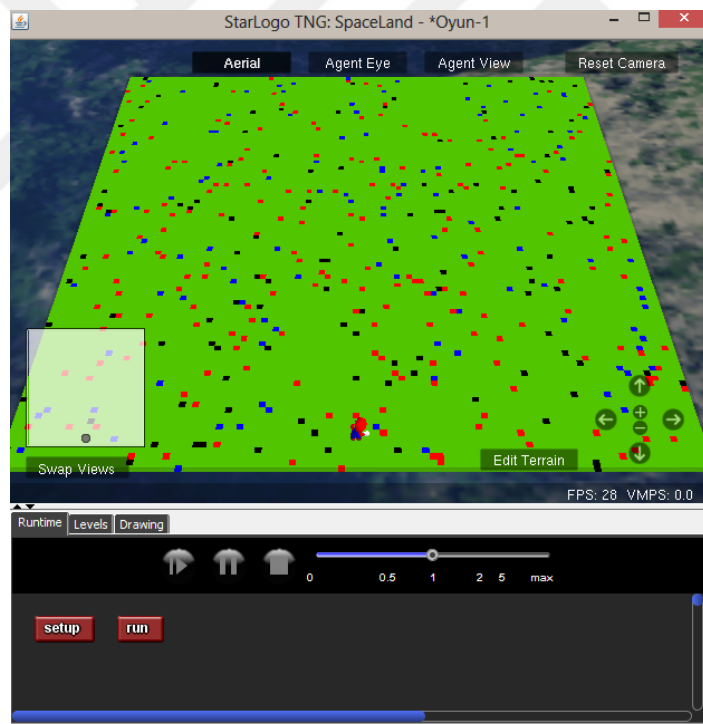 StarLogo TNG: SpaceLand - *Oyun-1
Aerial Agent Eye Agent View Reset Camera
Swap Views
Edit Terrain
FPS: 28 VMPS: 0.0
Runtime Levels Drawing
0 0.5 1 2 5 max
setup run